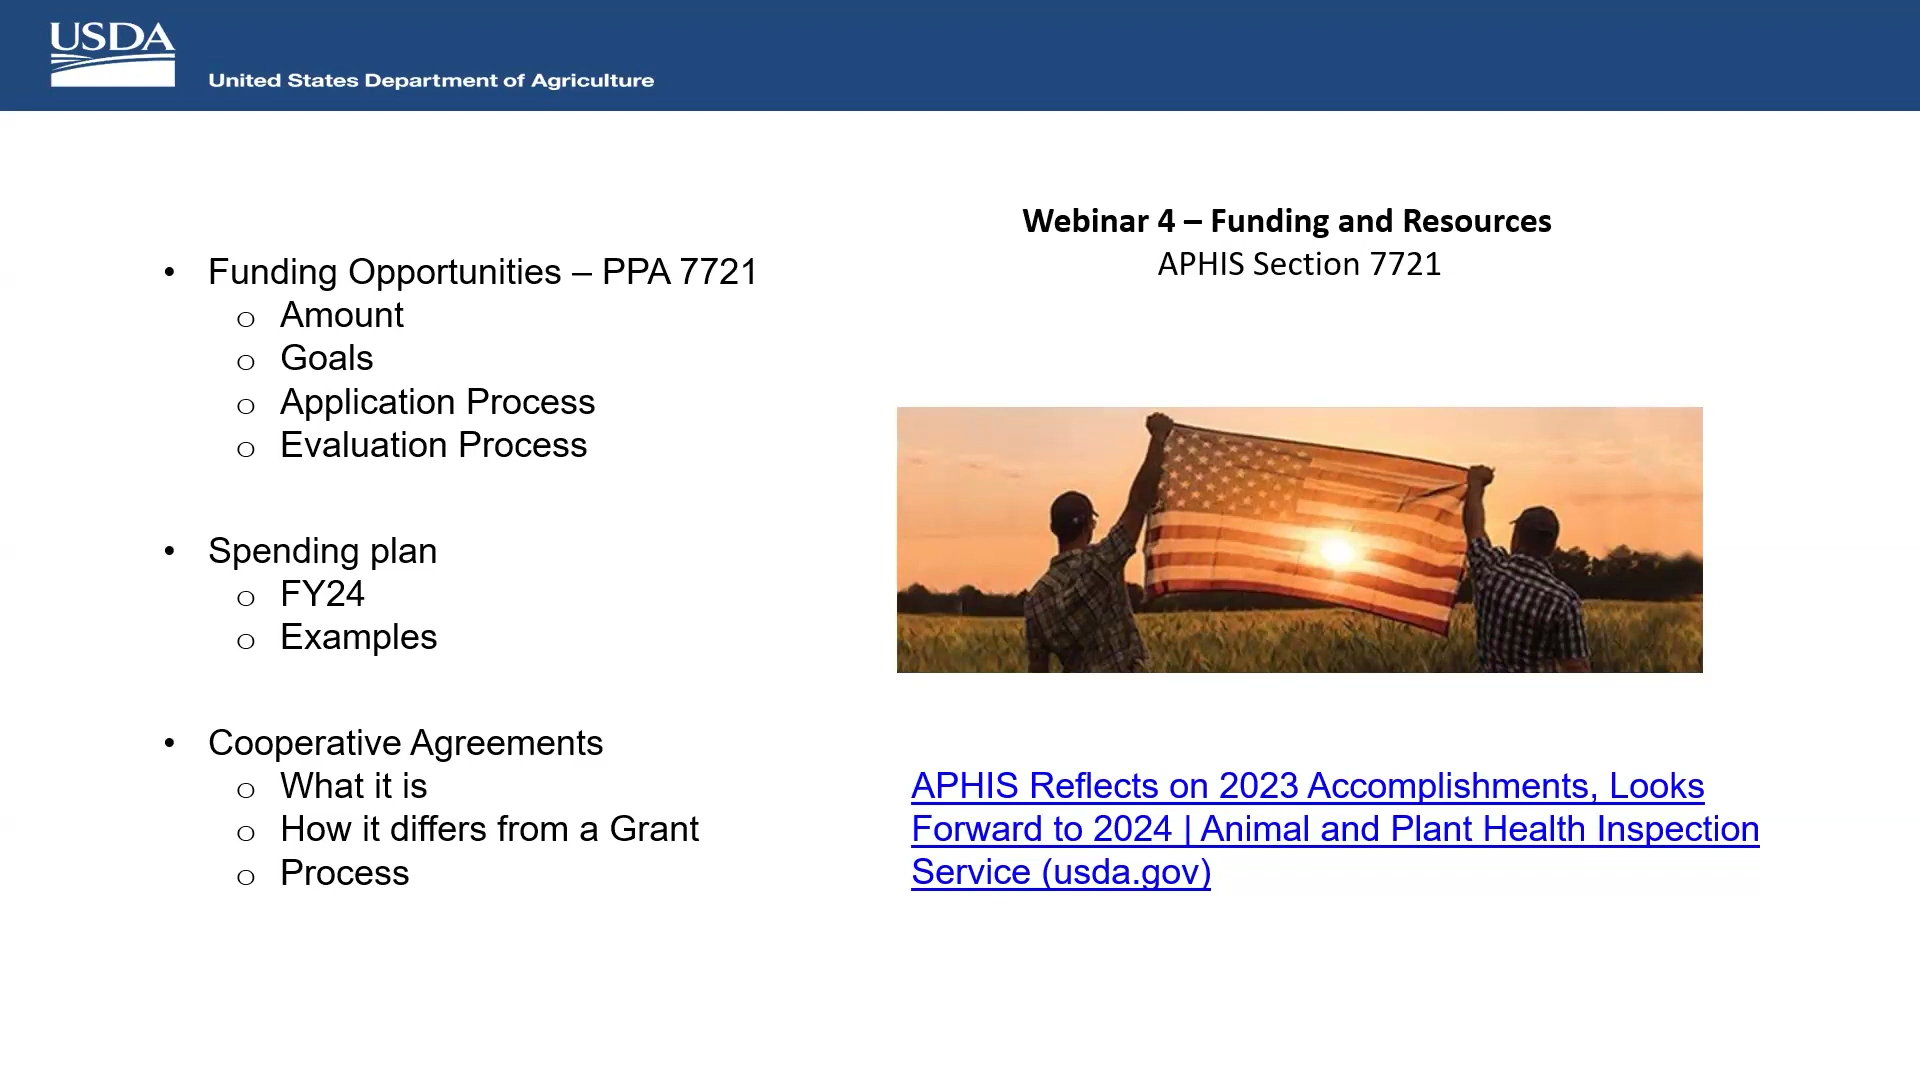 USDA
United States Department of Agriculture
• Funding Opportunities – PPA 7721
o Amount
o Goals
o Application Process
o Evaluation Process
• Spending plan
o FY24
o Examples
• Cooperative Agreements
o What it is
o How it differs from a Grant
o Process
Webinar 4 – Funding and Resources
APHIS Section 7721
APHIS Reflects on 2023 Accomplishments, Looks
Forward to 2024 | Animal and Plant Health Inspection
Service (usda.gov)